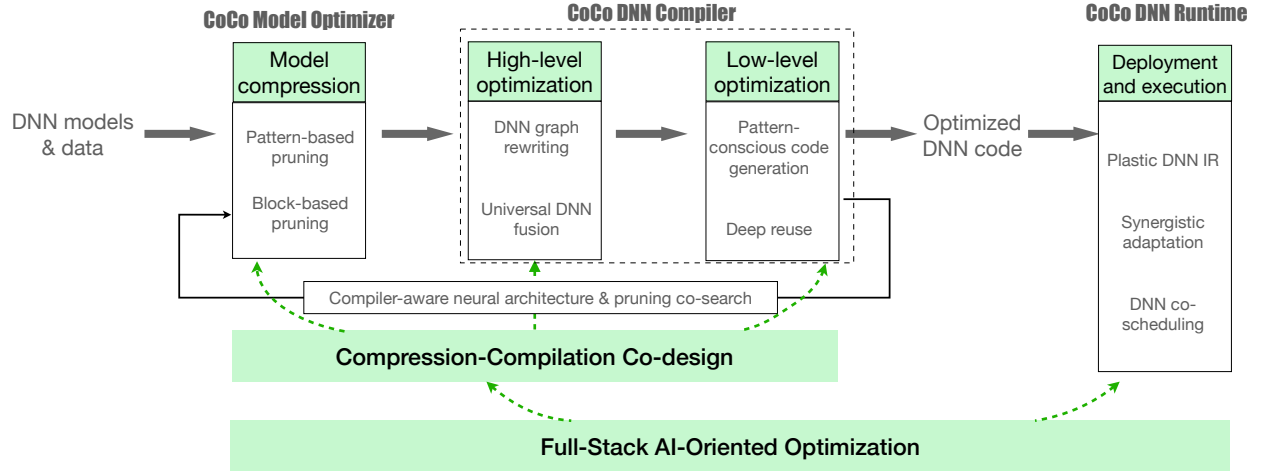 CoCo Model Optimizer
CoCo DNN Compiler
CoCo DNN Runtime
DNN models
& data
Model
compression
Pattern-based
pruning
Block-based
pruning
High-level
optimization
DNN graph
rewriting
Universal DNN
fusion
Low-level
optimization
Pattern-
conscious code
generation
Deep reuse
Optimized
DNN code
Deployment
and execution
Plastic DNN IR
Synergistic
adaptation
DNN co-
scheduling
Compiler-aware neural architecture & pruning co-search
Compression-Compilation Co-design
Full-Stack AI-Oriented Optimization